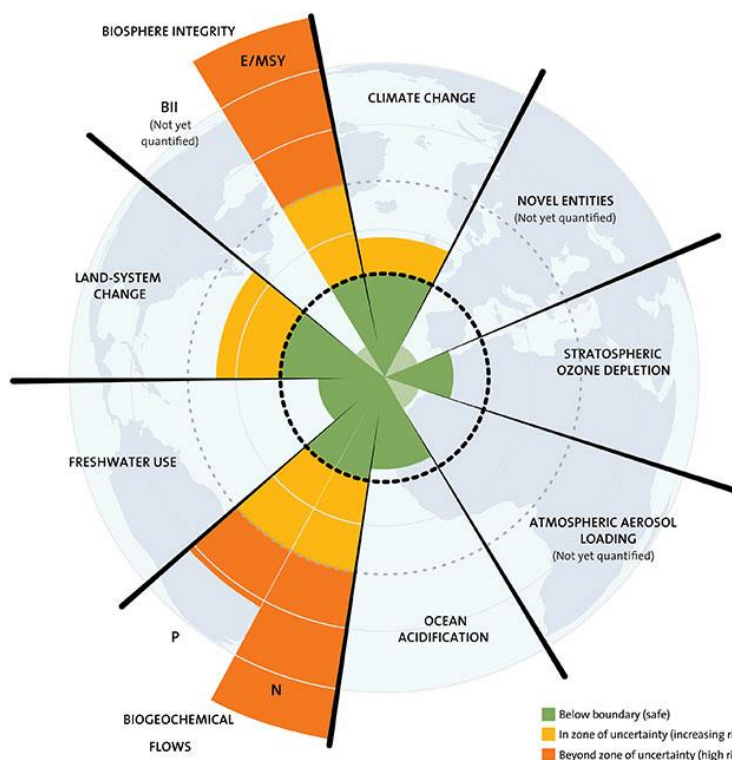 BIOSPHERE INTEGRITY
E/MSY
CLIMATE CHANGE
BII
(Not yet
quantified)
NOVEL ENTITIES
(Not yet quantified)
LAND-SYSTEM
CHANGE
STRATOSPHERIC
OZONE DEPLETION
FRESHWATER USE
ATMOSPHERIC AEROSOL
LOADING
(Not yet quantified)
OCEAN
ACIDIFICATION
P
N
BIOGEOCHEMICAL
FLOWS
Below boundary (safe)
In zone of uncertainty (increasing ri
Beyond zone of uncertainty (high ri